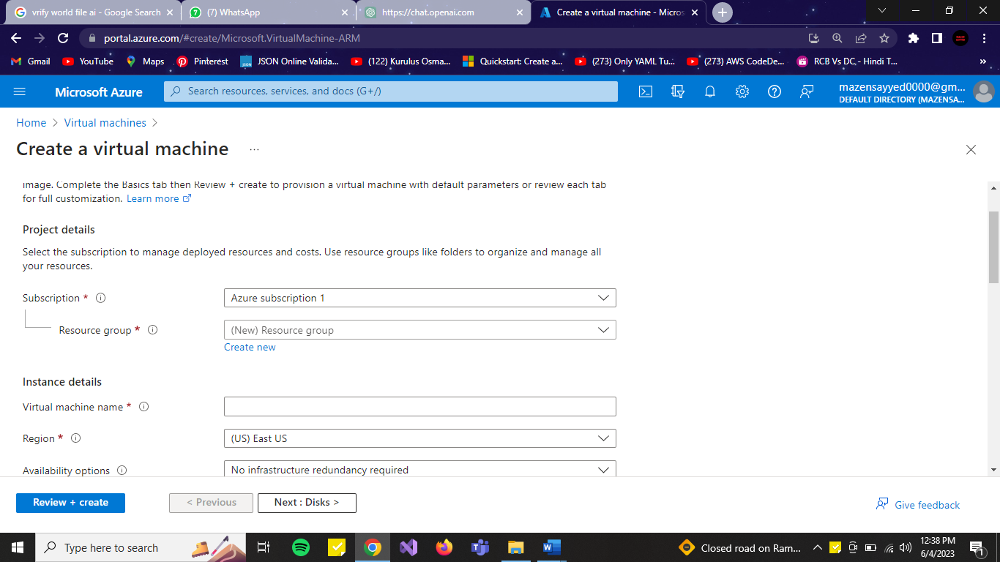 vrify world file ai - Google Search
(7) WhatsApp
https://chat.openai.com
Create a virtual machine - Micros
portal.azure.com/#create/Microsoft.VirtualMachine-ARM
Gmail
YouTube
Maps
Pinterest
JSON Online Valida...
(122) Kurulus Osma...
Quickstart: Create a...
(273) Only YAML Tu...
(273) AWS CodeDe...
RCB Vs DC,- Hindi T...
»
Microsoft Azure
Search resources, services, and docs (G+/)
mazensayyed0000@gm...
DEFAULT DIRECTORY (MAZENSA...
Home > Virtual machines >
Create a virtual machine ...
image. Complete the Basics tab then Review + create to provision a virtual machine with default parameters or review each tab
for full customization. Learn more
Project details
Select the subscription to manage deployed resources and costs. Use resource groups like folders to organize and manage all
your resources.
Subscription *
Azure subscription 1
Resource group *
(New) Resource group
Create new
Instance details
Virtual machine name *
Region *
(US) East US
Availability options
No infrastructure redundancy required
Review + create
< Previous
Next : Disks >
Give feedback
Type here to search
Closed road on Ram...
12:38 PM
6/4/2023
1